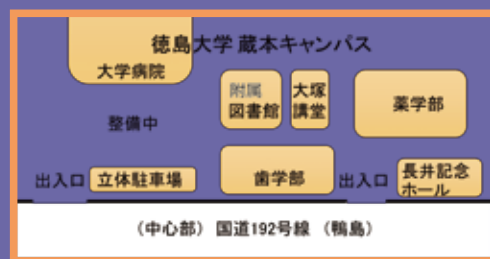 徳島大学 蔵本キャンパス
大学病院
附属
図書館
大塚
講堂
薬学部
整備中
出入口
立体駐車場
歯学部
出入口
長井記念
ホール
(中心部) 国道192号線 (鴨島)